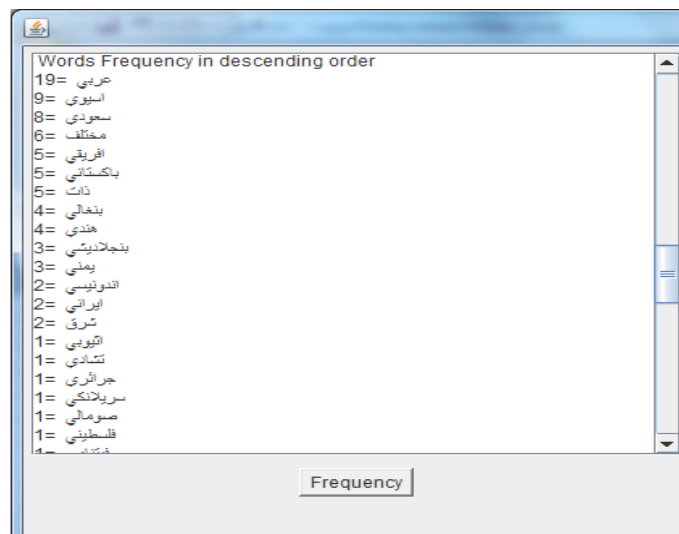 Words Frequency in descending order
عربي =19
اسيوي =9
سعودي =8
مختلف =6
افريقي =5
باكستاني =5
ذات =5
بنغالي =4
هندي =4
بنجلاديشي =3
يمني =3
اندونيسي =2
ايراني =2
شرق =2
اثيوبي =1
تشادي =1
جزائري =1
سريلانكي =1
صومالي =1
فلسطيني =1
Frequency